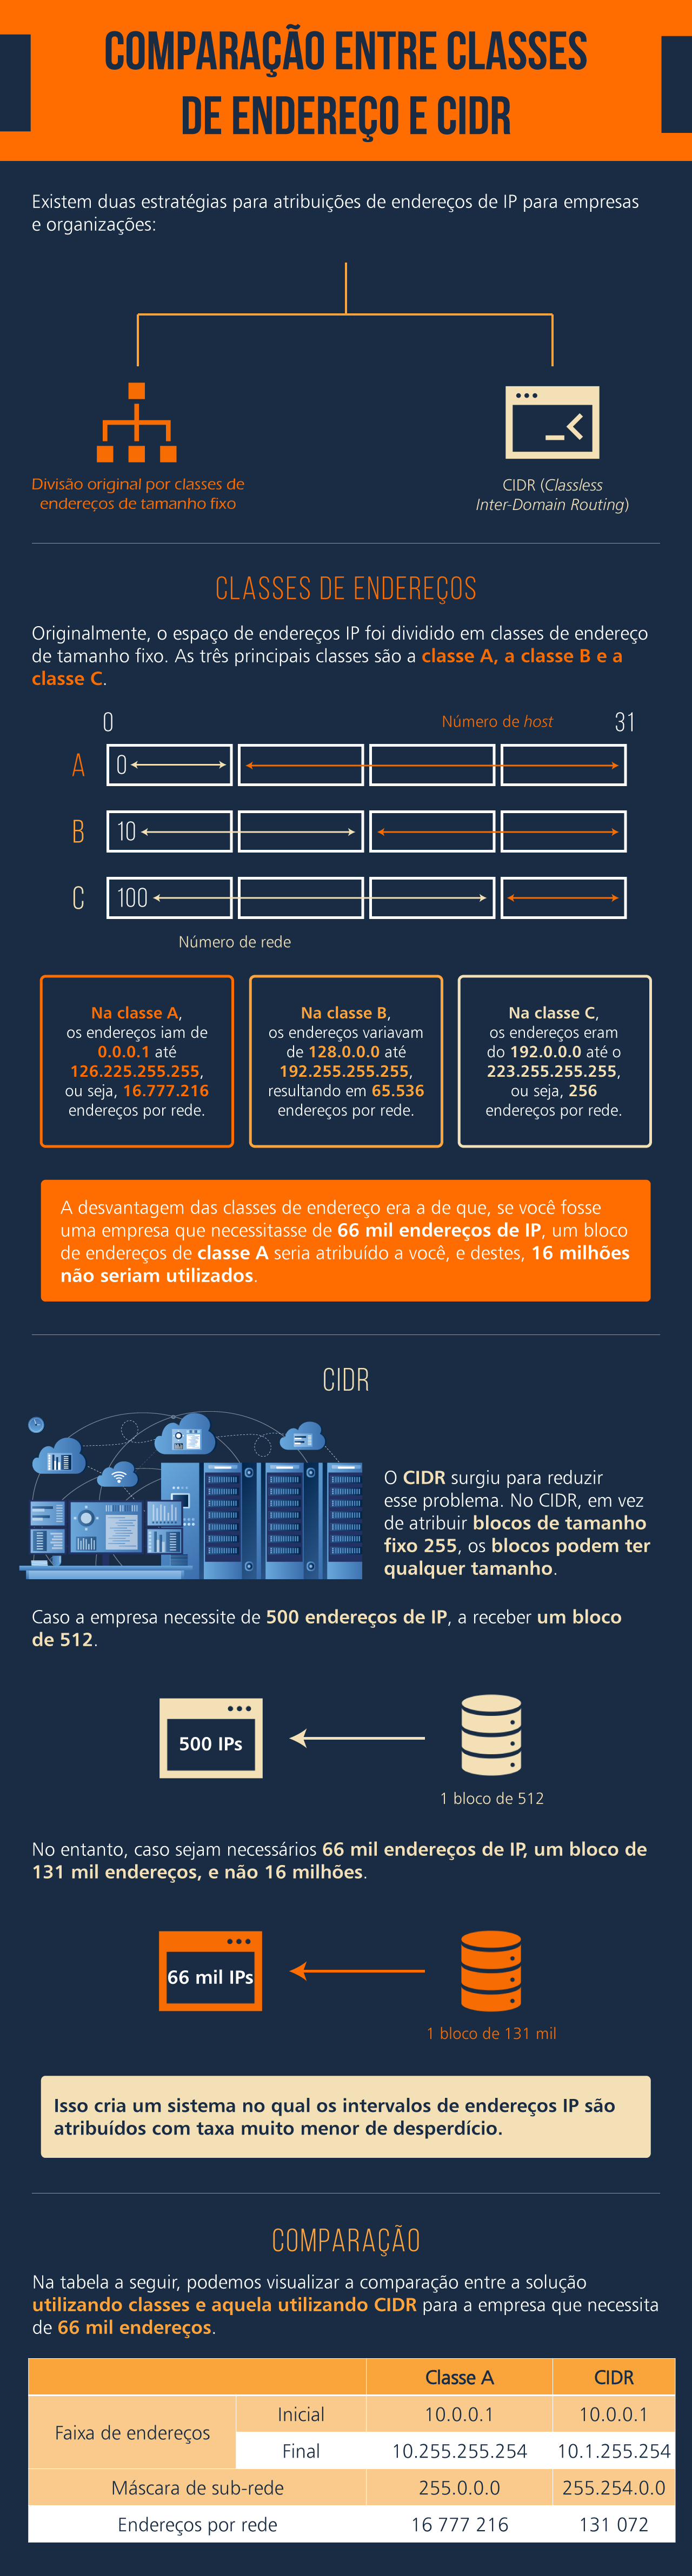 COMPARAÇÃO ENTRE CLASSES
DE ENDEREÇO E CIDR
Existem duas estratégias para atribuições de endereços de IP para empresas
e organizações:
Divisão original por classes de
endereços de tamanho fixo
CIDR (Classless
Inter-Domain Routing)
CLASSES DE ENDEREÇOS
Originalmente, o espaço de endereços IP foi dividido em classes de endereço
de tamanho fixo. As três principais classes são a classe A, a classe B e a
classe C.
0 Número de host 31
A 0
B 10
C 100
Número de rede
Na classe A,
os endereços iam de
0.0.0.1 até
126.225.255.255,
ou seja, 16.777.216
endereços por rede.
Na classe B,
os endereços variavam
de 128.0.0.0 até
192.255.255.255,
resultando em 65.536
endereços por rede.
Na classe C,
os endereços eram
do 192.0.0.0 até o
223.255.255.255,
ou seja, 256
endereços por rede.
A desvantagem das classes de endereço era a de que, se você fosse
uma empresa que necessitasse de 66 mil endereços de IP, um bloco
de endereços de classe A seria atribuído a você, e destes, 16 milhões
não seriam utilizados.
CIDR
O CIDR surgiu para reduzir
esse problema. No CIDR, em vez
de atribuir blocos de tamanho
fixo 255, os blocos podem ter
qualquer tamanho.
Caso a empresa necessite de 500 endereços de IP, a receber um bloco
de 512.
500 IPs
1 bloco de 512
No entanto, caso sejam necessários 66 mil endereços de IP, um bloco de
131 mil endereços, e não 16 milhões.
66 mil IPs
1 bloco de 131 mil
Isso cria um sistema no qual os intervalos de endereços IP são
atribuídos com taxa muito menor de desperdício.
COMPARAÇÃO
Na tabela a seguir, podemos visualizar a comparação entre a solução
utilizando classes e aquela utilizando CIDR para a empresa que necessita
de 66 mil endereços.
Classe A CIDR
Faixa de endereços
Inicial 10.0.0.1 10.0.0.1
Final 10.255.255.254 10.1.255.254
Máscara de sub-rede 255.0.0.0 255.254.0.0
Endereços por rede 16 777 216 131 072